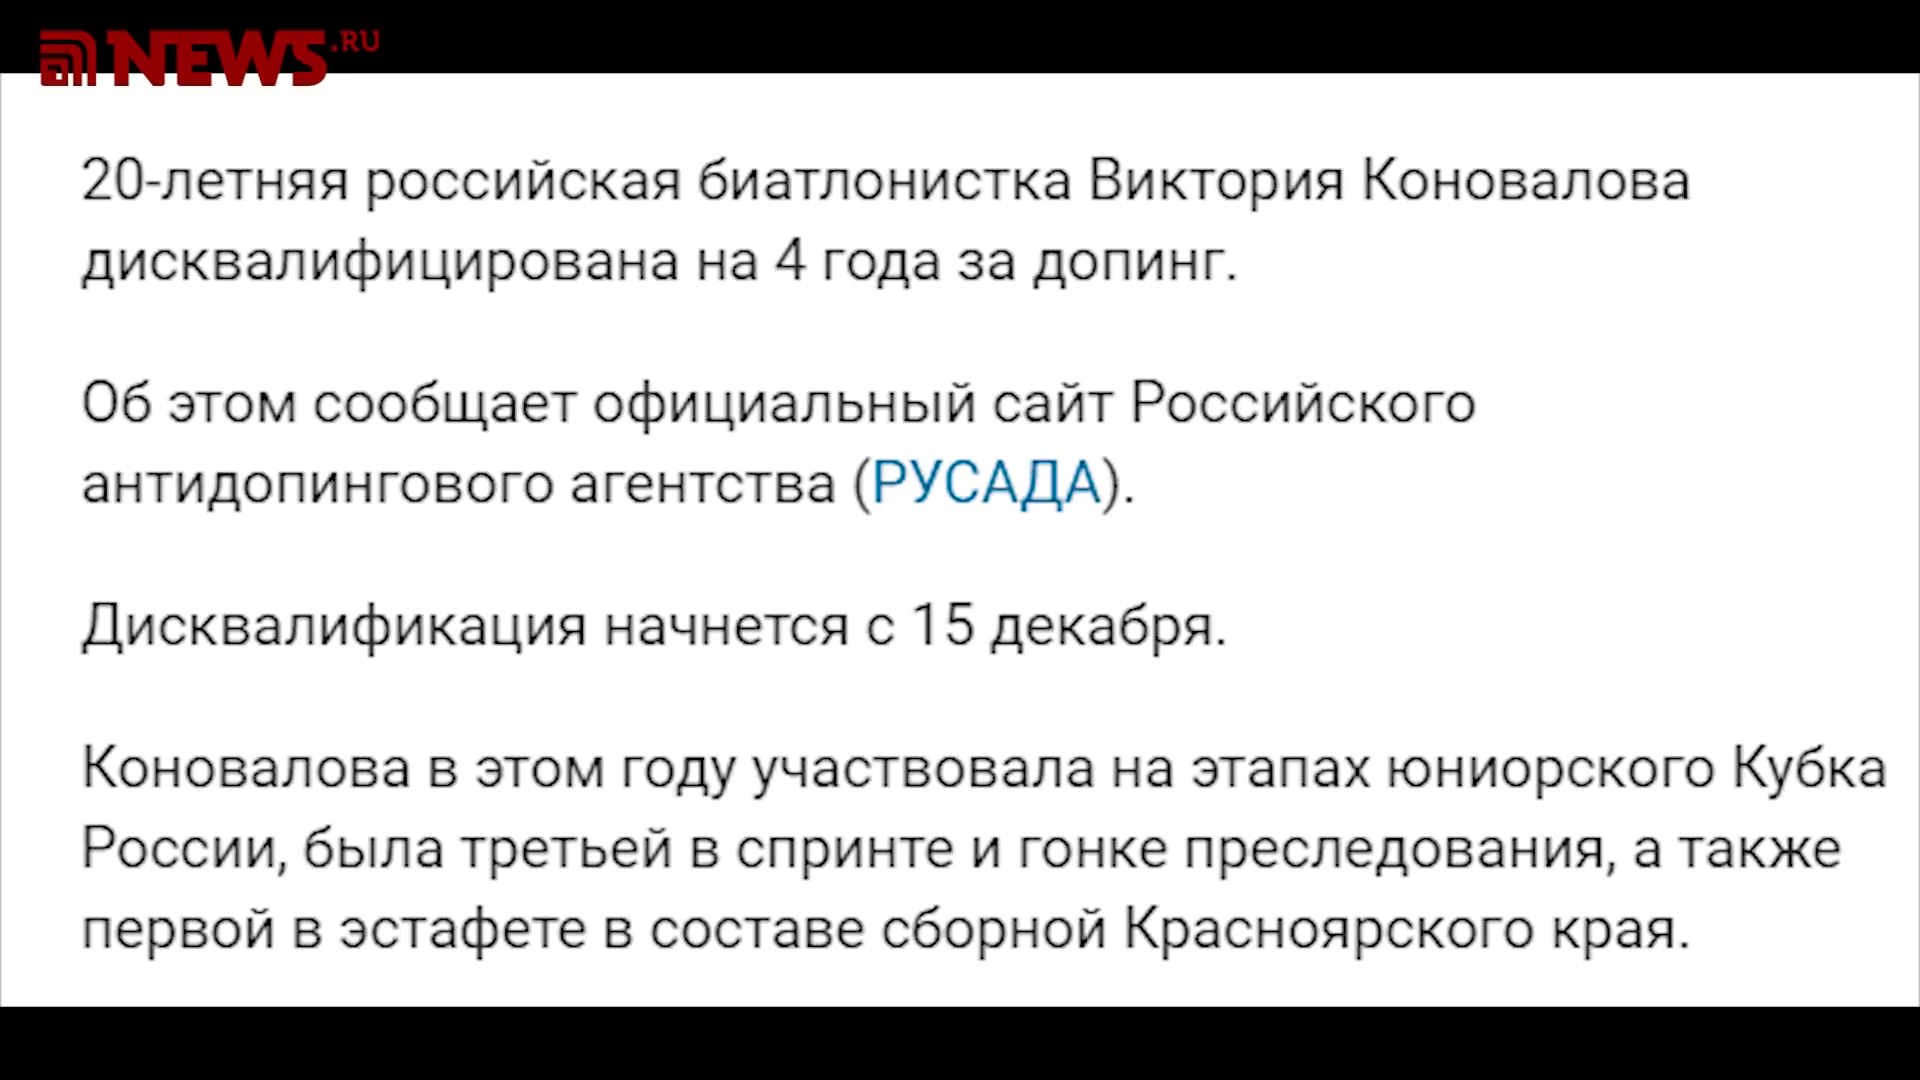 NEWS.RU
20-летняя российская биатлонистка Виктория Коновалова
дисквалифицирована на 4 года за допинг.
Об этом сообщает официальный сайт Российского
антидопингового агентства (РУСАДА).
Дисквалификация начнется с 15 декабря.
Коновалова в этом году участвовала на этапах юниорского Кубка
России, была третьей в спринте и гонке преследования, а также
первой в эстафете в составе сборной Красноярского края.